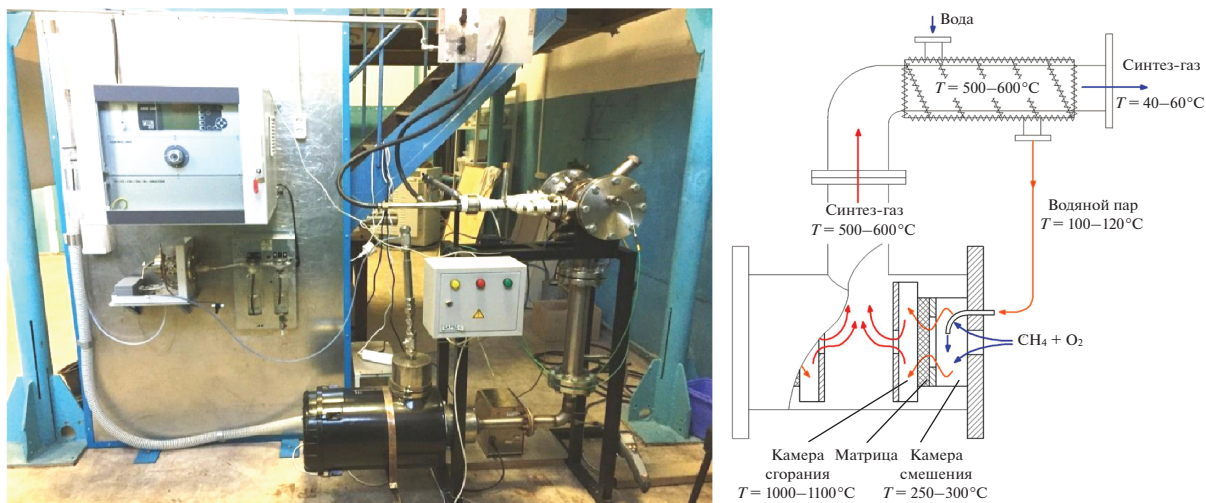 Вода
Синтез-газ
T = 500–600°C
T = 40–60°C
Синтез-газ
T = 500–600°C
Водяной пар
T = 100–120°C
CH₄ + O₂
Камера
сгорания
T = 1000–1100°C
Матрица
Камера
смешения
T = 250–300°C